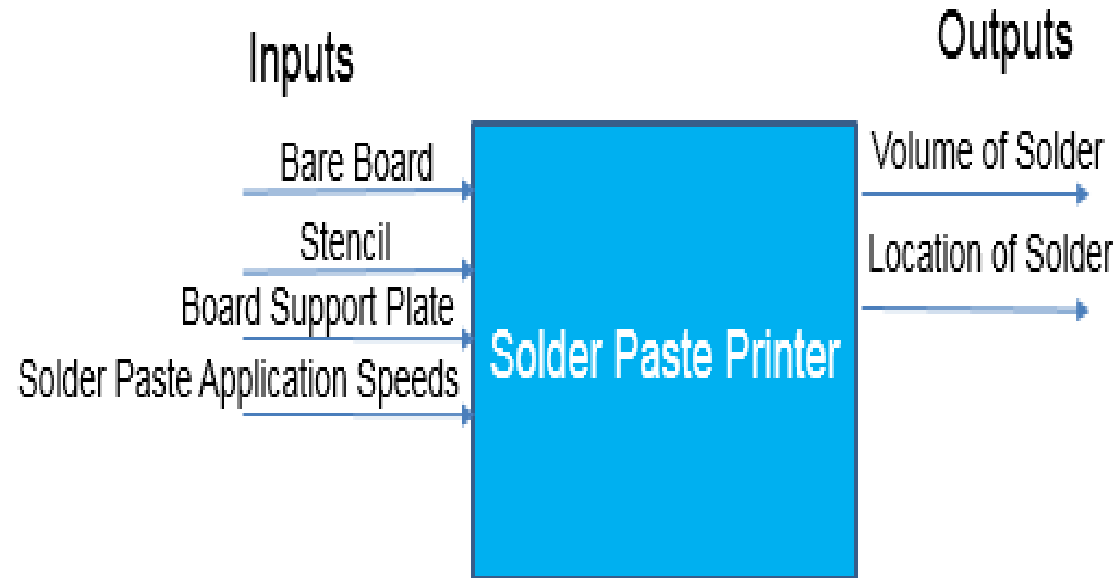 Inputs
Outputs
Bare Board
Stencil
Board Support Plate
Solder Paste Application Speeds
Solder Paste Printer
Volume of Solder
Location of Solder